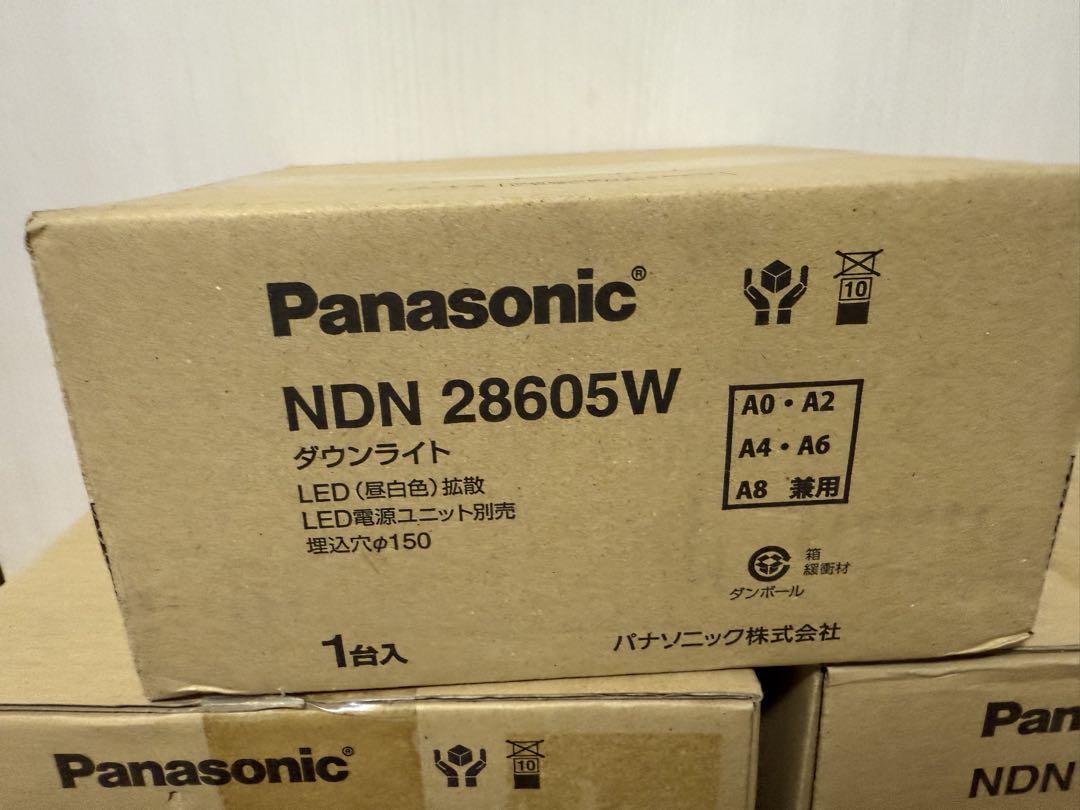 Panasonic®
10
NDN 28605W
ダウンライト
LED(昼白色)拡散
LED電源ユニット別売
埋込穴φ150
A0・A2
A4・A6
A8 兼用
箱
緩衝材
ダンボール
1台入
パナソニック株式会社
Panasonic®
10
Pan
NDN